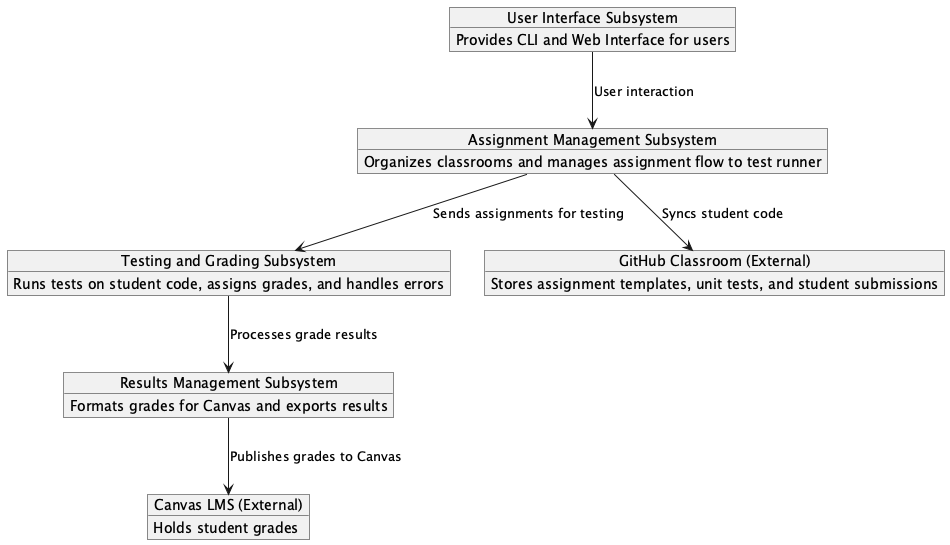 User Interface Subsystem
Provides CLI and Web Interface for users
User interaction
Assignment Management Subsystem
Organizes classrooms and manages assignment flow to test runner
Sends assignments for testing
Syncs student code
Testing and Grading Subsystem
Runs tests on student code, assigns grades, and handles errors
GitHub Classroom (External)
Stores assignment templates, unit tests, and student submissions
Processes grade results
Results Management Subsystem
Formats grades for Canvas and exports results
Publishes grades to Canvas
Canvas LMS (External)
Holds student grades